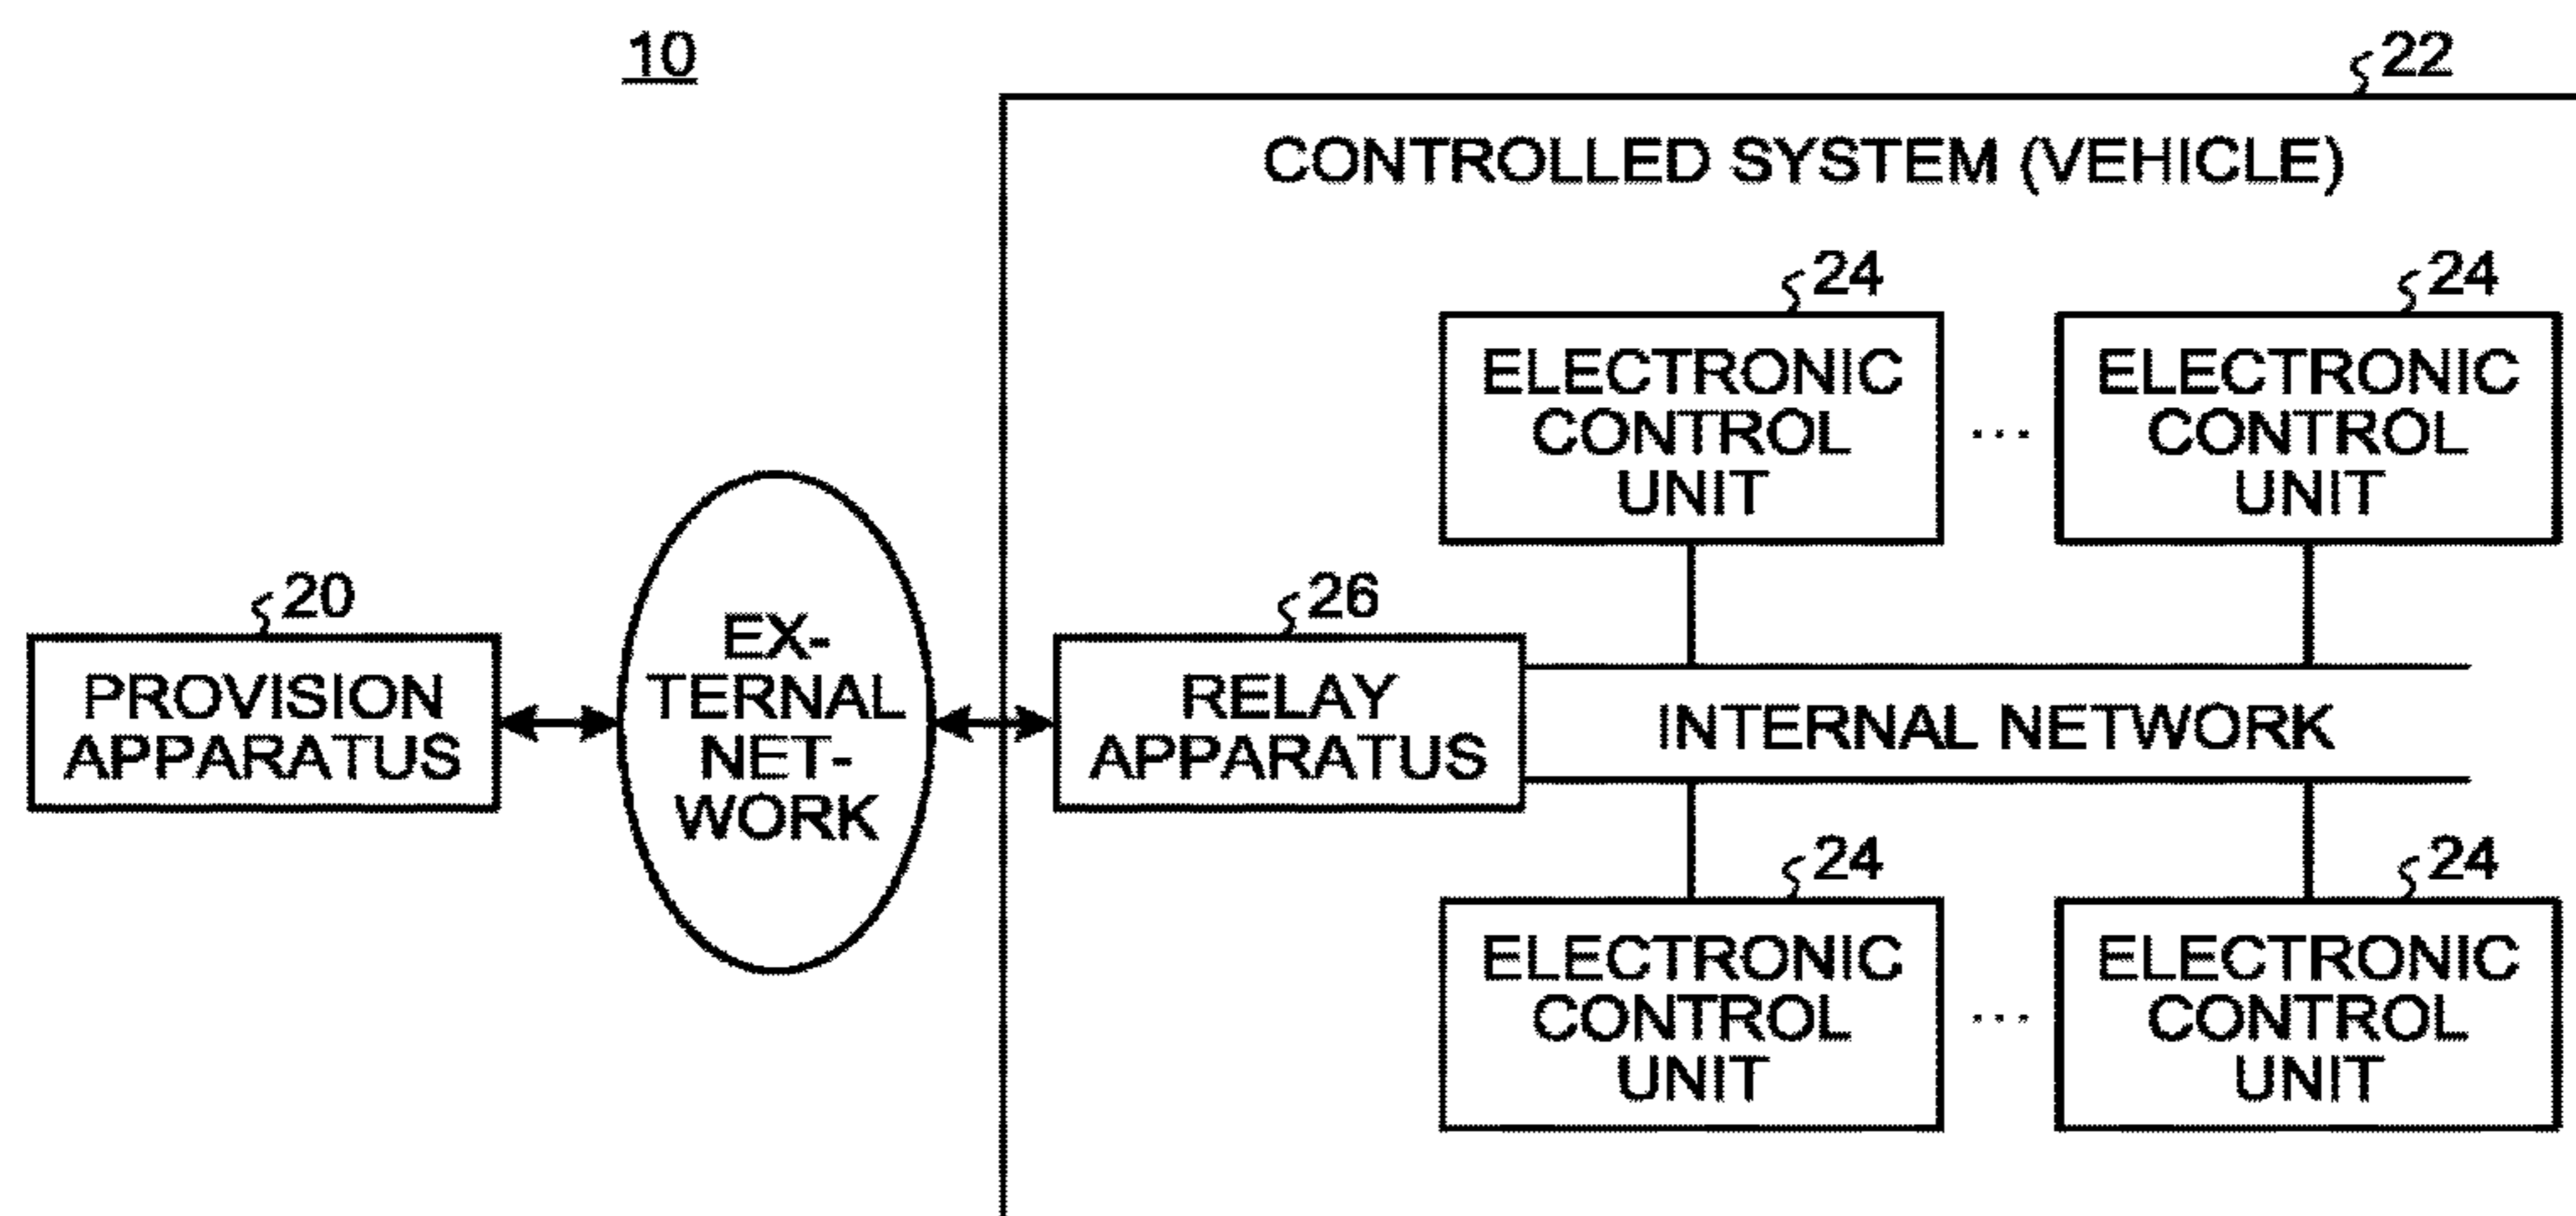 10
22
CONTROLLED SYSTEM (VEHICLE)
24
24
ELECTRONIC
CONTROL
UNIT
...
ELECTRONIC
CONTROL
UNIT
20
PROVISION
APPARATUS
EX-
TERNAL
NET-
WORK
26
RELAY
APPARATUS
INTERNAL NETWORK
24
24
ELECTRONIC
CONTROL
UNIT
...
ELECTRONIC
CONTROL
UNIT